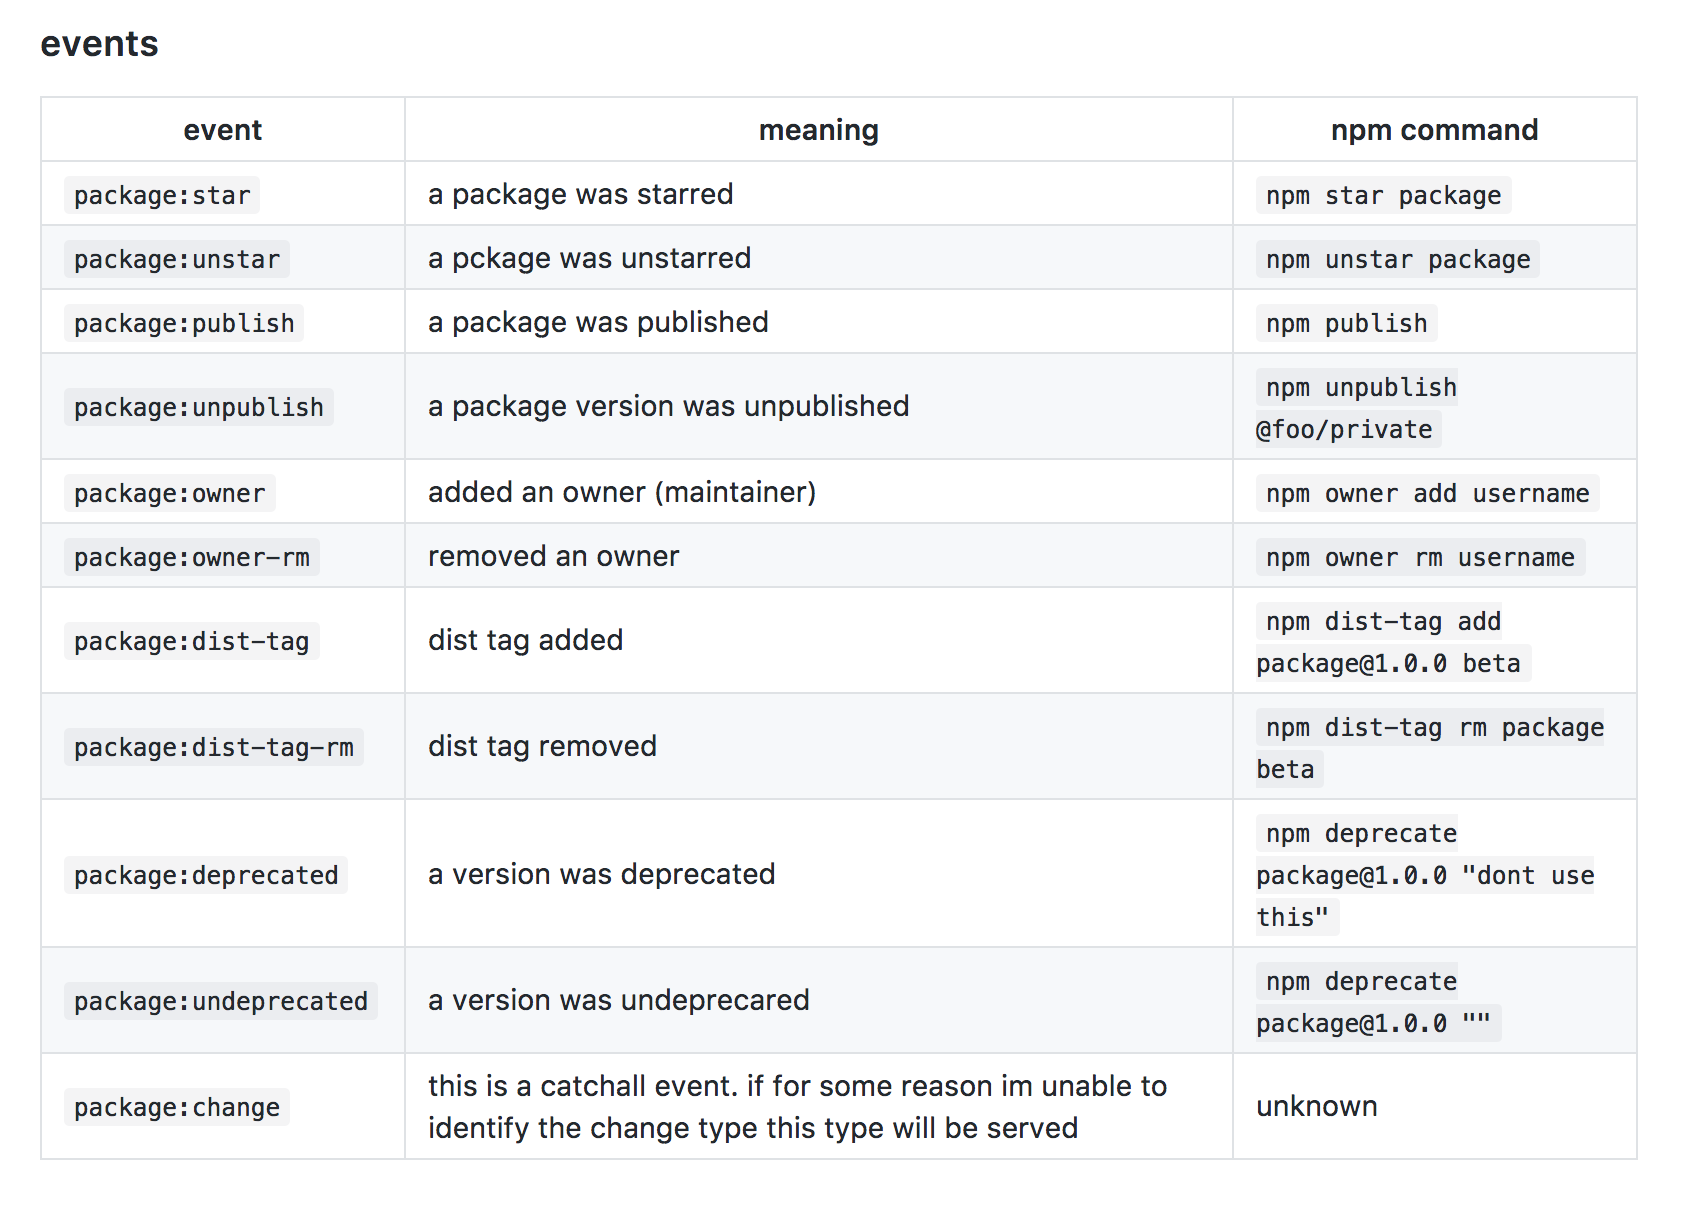 events
event meaning npm command
package:star a package was starred npm star package
package:unstar a pckage was unstarred npm unstar package
package:publish a package was published npm publish
package:unpublish a package version was unpublished npm unpublish
@foo/private
package:owner added an owner (maintainer) npm owner add username
package:owner-rm removed an owner npm owner rm username
package:dist-tag dist tag added npm dist-tag add
package@1.0.0 beta
package:dist-tag-rm dist tag removed npm dist-tag rm package
beta
package:deprecated a version was deprecated npm deprecate
package@1.0.0 "dont use
this"
package:undeprecated a version was undeprecared npm deprecate
package@1.0.0 ""
package:change this is a catchall event. if for some reason im unable to
identify the change type this type will be served unknown